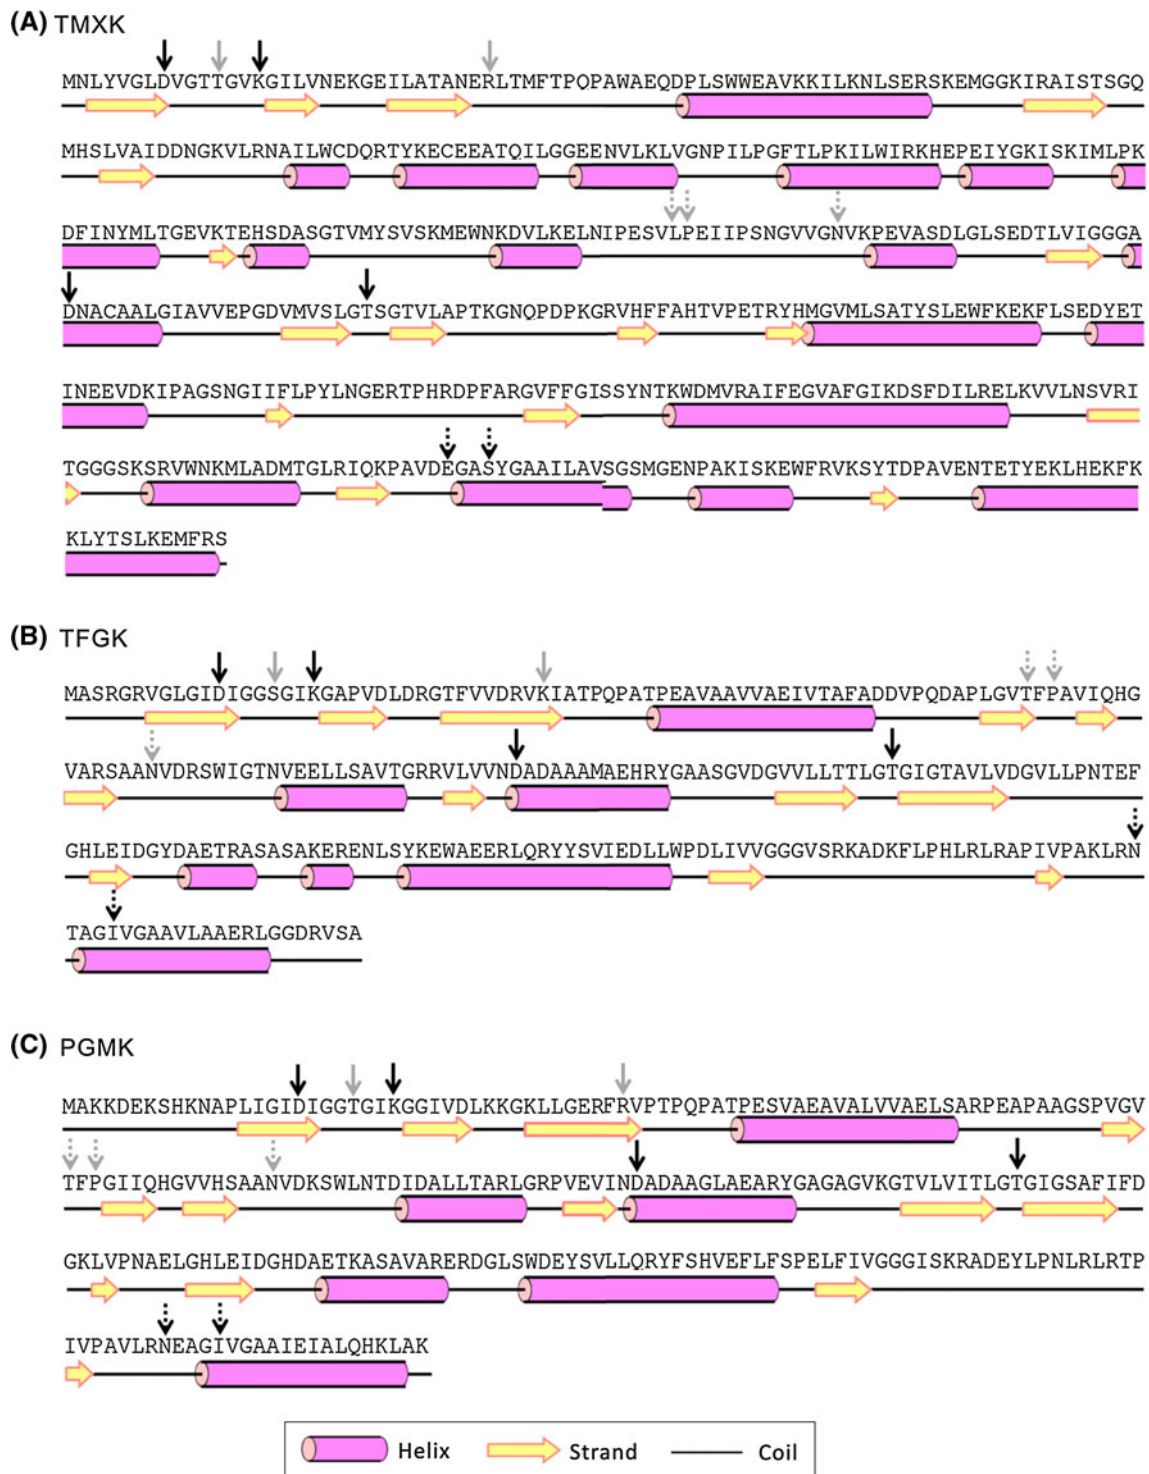 (A) TMXK
MNLYVGLDVGTTGVKGILVNEKGEILATANERLTMFTPQPAWAEQDPLSWWEAVKKILKNLSERSKEMGGKIRAISTSGQ
MHSLVAIDDNGKVLRNAILWCDQRTYKECEEATQILGGEENVLKLVGNPILPGFTLPKILWIRKHEPEIYGKISKIMLPK
DFINYMLTGEVKTEHSDASGTVMYSVSKMEWNKDVLKELNIPESVLPEIIPSNGVVGNVKPEVASDLGLSEDTLVIGGGA
DNACAALGIAVVEPGDVMVSLGTSGTVLAPTKGNQPDPKGRVHFFAHTVPETRYHMGVMLSATYSLEWFKEKFLSEDYET
INEEVDKIPAGSNGIIFLPYLNGERTPHRDPFARGVFFGISSYNTKWDMVRAIFEGVAFGIKDSFDILRELKVVLNSVRI
TGGGSKSRVWNKMLADMTGLRIQKPAVDEGASYGAAILAVSGSMGENPAKISKEWFRVKSYTDPAVENTETYEKLHEKFK
KLYTSLKEMFRS
(B) TFGK
MASRGRVGLGIDIGGSGIKGAPVDLDRGTFVVDRVKIATPQPATPEAVAAVVAEIVTAFADDVPQDAPLGVTFPAVIQHG
VARSAANVDRSWIGTNVEELLSAVTGRRVLVVNDADAAAMAEHRYGAASGVDGVVLLTTLGTGIGTAVLVDGVLLPNTEF
GHLEIDGYDAETRASASAKERENLSYKEWAEERLQRYYSVIEDLLWPDLIVVGGGVSRKADKFLPHLRLRAPIVPAKLRN
TAGIVGAAVLAAERLGGDRVSA
(C) PGMK
MAKKDEKSHKNAPLIGIDIGGTGIKGGIVDLKKGKLLGERFRVPTPQPATPESVAEAVALVVAELSARPEAPAAGSPVGV
TFPGIIQHGVVHSAANVDKSWLNTDIDALLTARLGRPVEVINDADAAGLAEARYGAGAGVKGTVLVITLGTGIGSAFIFD
GKLVPNAELGHLEIDGHDAETKASAVARERDGLSWDEYSVLLQRYFSHVEFLFSPELFIVGGGISKRADEYLPNLRLRTP
IVPAVLRNEAGIVGAAIEIALQHKLAK
Helix Strand Coil